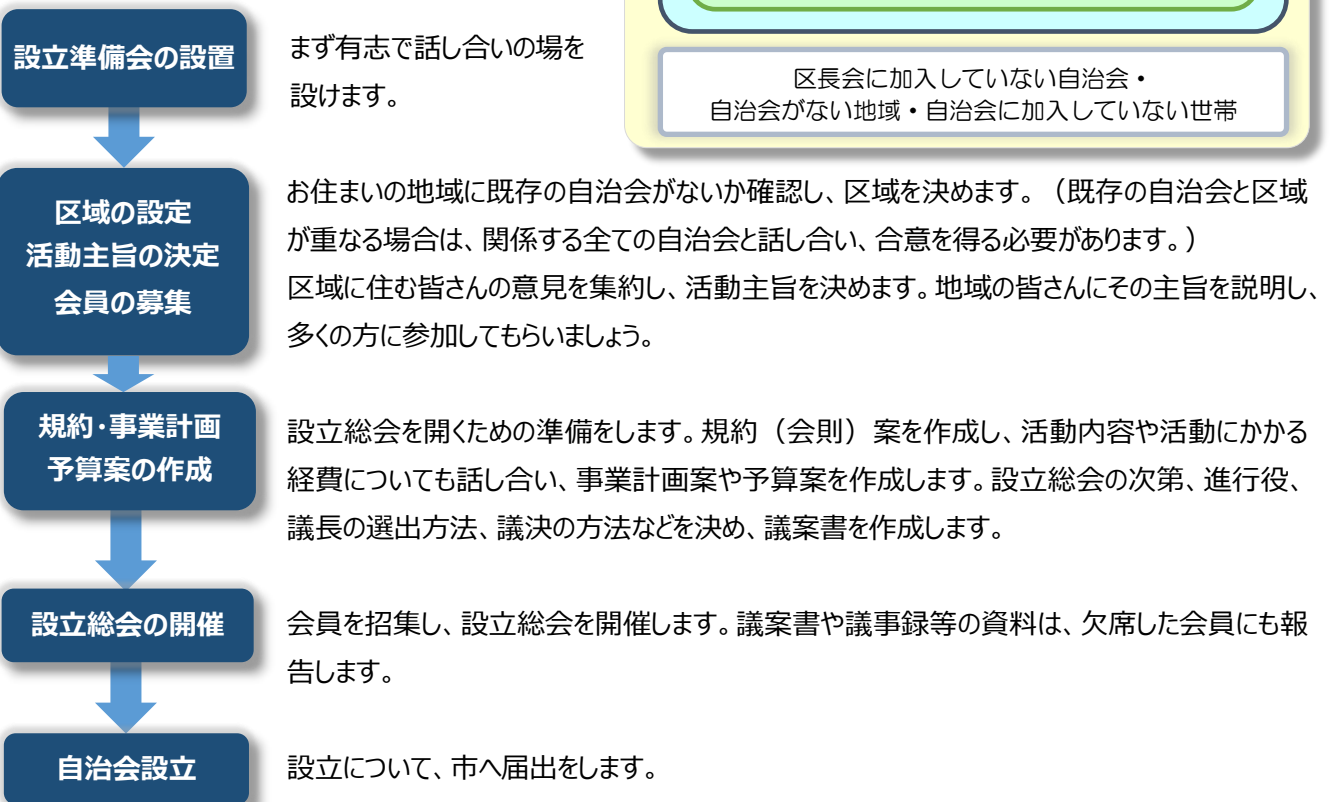 設立準備会の設置
まず有志で話し合いの場を
設けます。
区長会に加入していない自治会・
自治会がない地域・自治会に加入していない世帯
区域の設定
活動主旨の決定
会員の募集
お住まいの地域に既存の自治会がないか確認し、区域を決めます。（既存の自治会と区域
が重なる場合は、関係する全ての自治会と話し合い、合意を得る必要があります。）
区域に住む皆さんの意見を集約し、活動主旨を決めます。地域の皆さんにその主旨を説明し、
多くの方に参加してもらいましょう。
規約・事業計画
予算案の作成
設立総会を開くための準備をします。規約（会則）案を作成し、活動内容や活動にかかる
経費についても話し合い、事業計画案や予算案を作成します。設立総会の次第、進行役、
議長の選出方法、議決の方法などを決め、議案書を作成します。
設立総会の開催
会員を招集し、設立総会を開催します。議案書や議事録等の資料は、欠席した会員にも報
告します。
自治会設立
設立について、市へ届出をします。